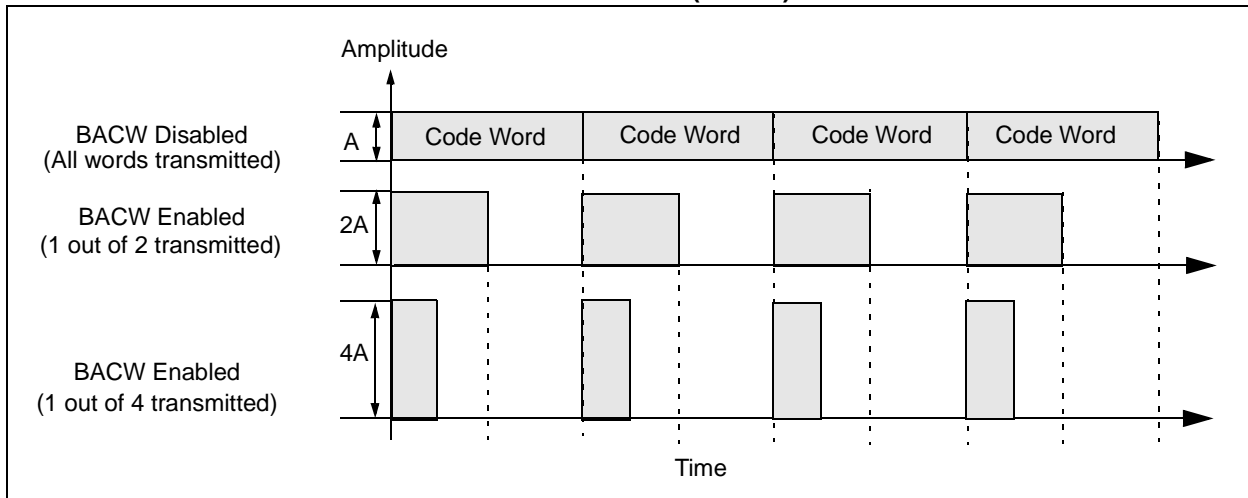 Amplitude
BACW Disabled
(All words transmitted)
A
Code Word
Code Word
Code Word
Code Word
BACW Enabled
(1 out of 2 transmitted)
2A
BACW Enabled
(1 out of 4 transmitted)
4A
Time